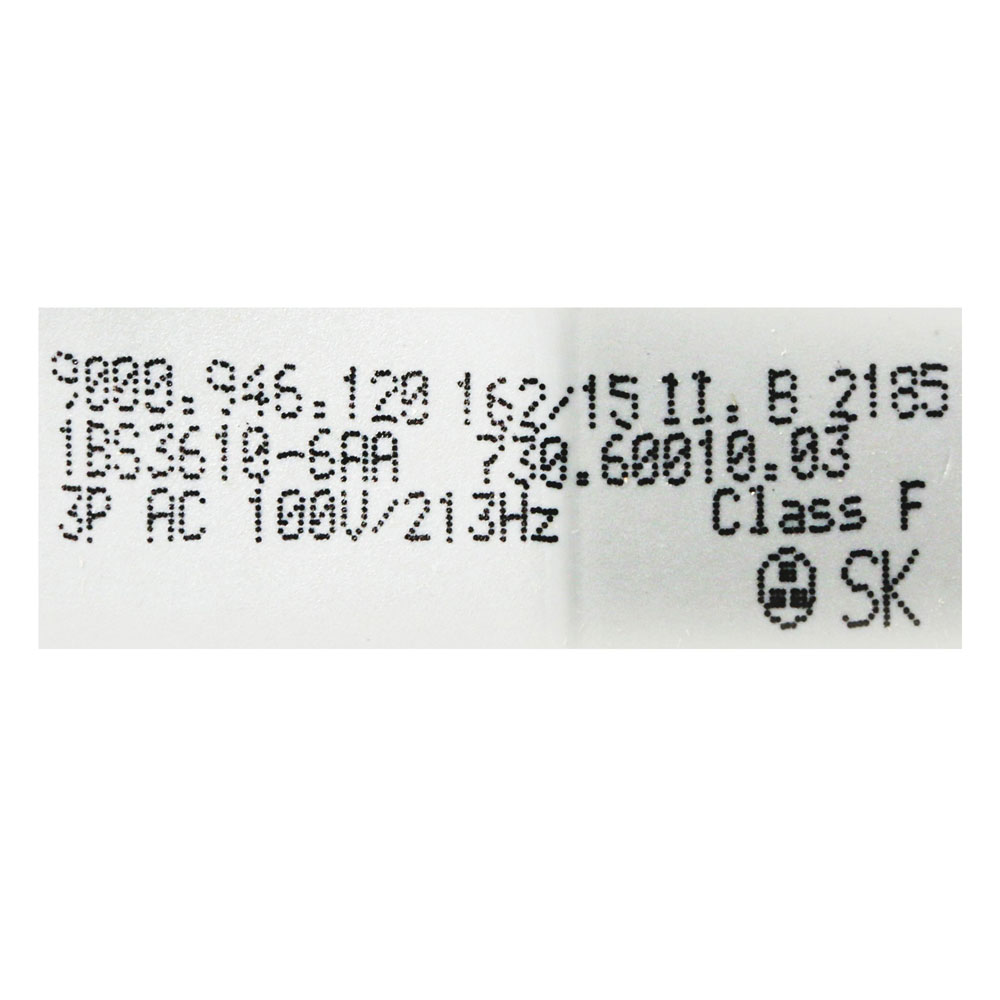 9000.946.120 162/15 11. B 2185
1BS3610-6AA 730.60010.03
3P AC 100V/213Hz Class F
SK